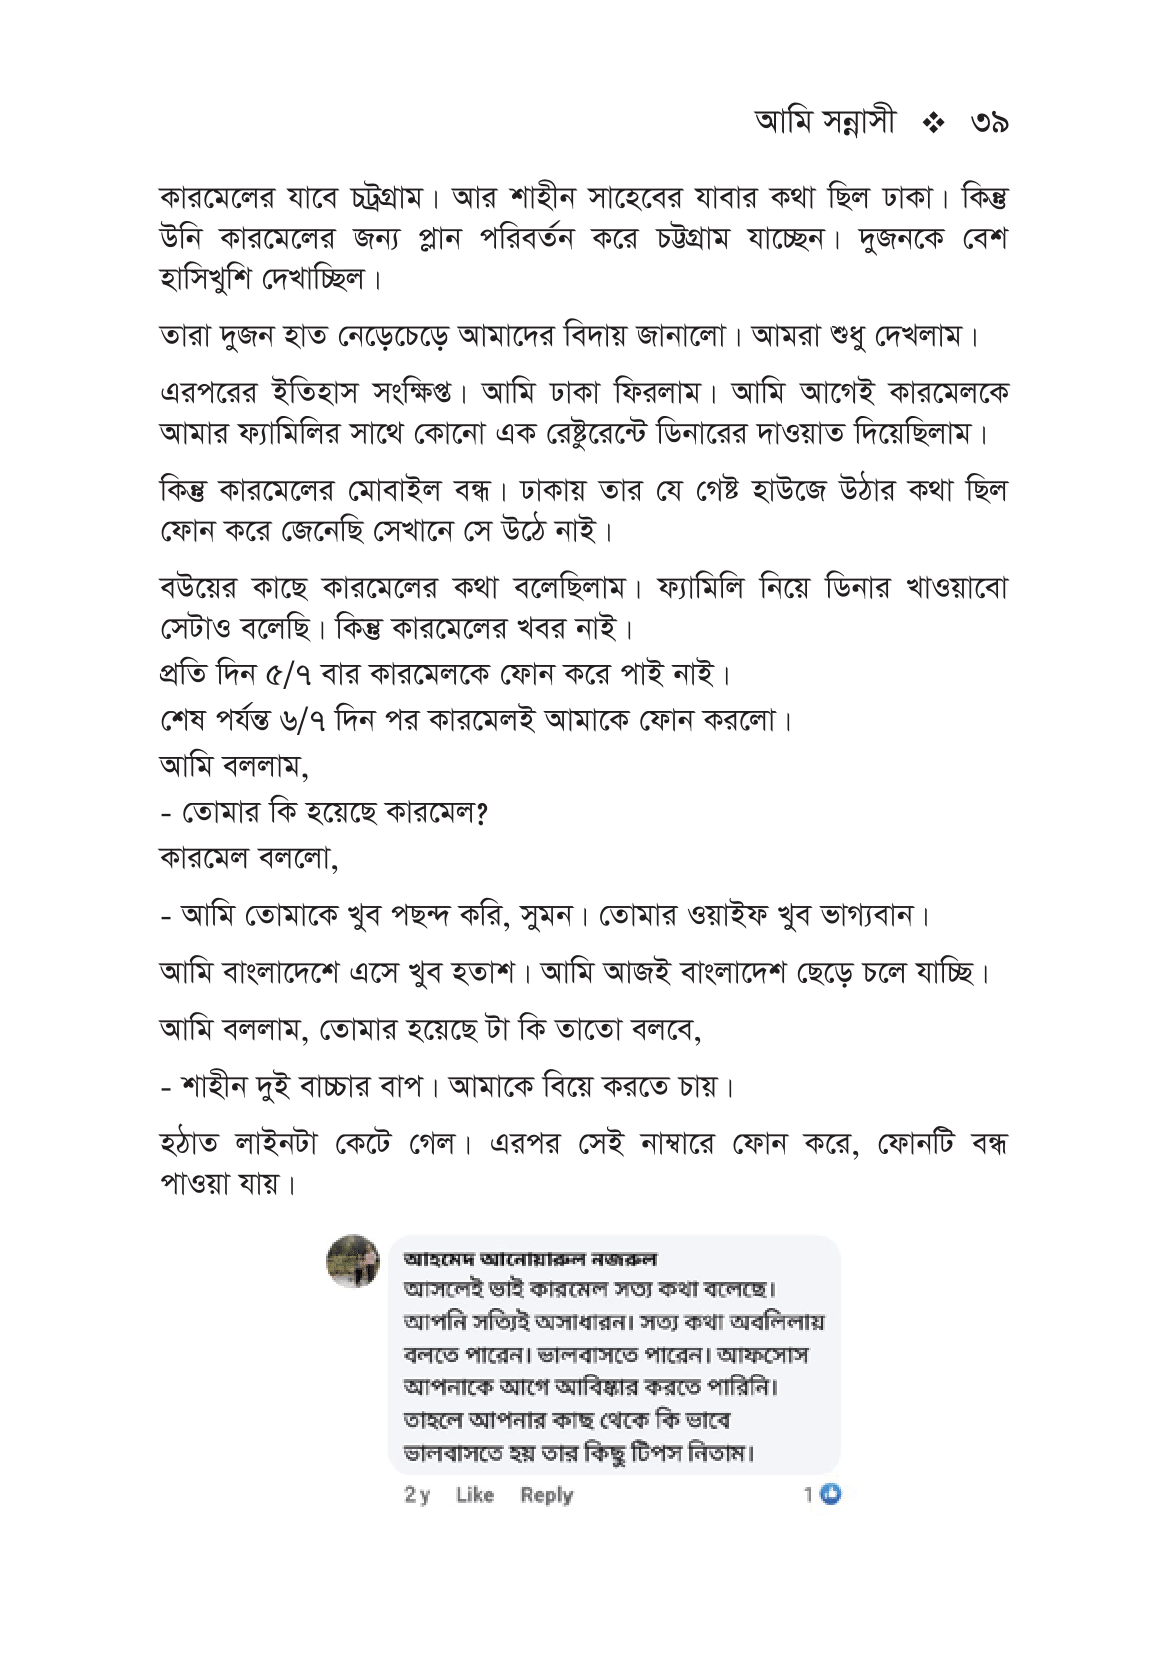 আমি সন্নাসী ❖ ৩৯
কারমেলের যাবে চট্রগ্রাম। আর শাহীন সাহেবের যাবার কথা ছিল ঢাকা। কিন্তু
উনি কারমেলের জন্য প্লান পরিবর্তন করে চট্টগ্রাম যাচ্ছেন। দুজনকে বেশ
হাসিখুশি দেখাচ্ছিল।
তারা দুজন হাত নেড়েচেড়ে আমাদের বিদায় জানালো। আমরা শুধু দেখলাম।
এরপরের ইতিহাস সংক্ষিপ্ত। আমি ঢাকা ফিরলাম। আমি আগেই কারমেলকে
আমার ফ্যামিলির সাথে কোনো এক রেষ্টুরেন্টে ডিনারের দাওয়াত দিয়েছিলাম।
কিন্তু কারমেলের মোবাইল বন্ধ। ঢাকায় তার যে গেষ্ট হাউজে উঠার কথা ছিল
ফোন করে জেনেছি সেখানে সে উঠে নাই।
বউয়ের কাছে কারমেলের কথা বলেছিলাম। ফ্যামিলি নিয়ে ডিনার খাওয়াবো
সেটাও বলেছি। কিন্তু কারমেলের খবর নাই।
প্রতি দিন ৫/৭ বার কারমেলকে ফোন করে পাই নাই।
শেষ পর্যন্ত ৬/৭ দিন পর কারমেলই আমাকে ফোন করলো।
আমি বললাম,
- তোমার কি হয়েছে কারমেল?
কারমেল বললো,
- আমি তোমাকে খুব পছন্দ করি, সুমন। তোমার ওয়াইফ খুব ভাগ্যবান।
আমি বাংলাদেশে এসে খুব হতাশ। আমি আজই বাংলাদেশ ছেড়ে চলে যাচ্ছি।
আমি বললাম, তোমার হয়েছে টা কি তাতো বলবে,
- শাহীন দুই বাচ্চার বাপ। আমাকে বিয়ে করতে চায়।
হঠাত লাইনটা কেটে গেল। এরপর সেই নাম্বারে ফোন করে, ফোনটি বন্ধ
পাওয়া যায়।
আহমেদ আনোয়ারুল নজরুল
আসলেই ভাই কারমেল সত্য কথা বলেছে।
আপনি সত্যিই অসাধারন। সত্য কথা অবলিলায়
বলতে পারেন। ভালবাসতে পারেন। আফসোস
আপনাকে আগে আবিষ্কার করতে পারিনি।
তাহলে আপনার কাছ থেকে কি ভাবে
ভালবাসতে হয় তার কিছু টিপস নিতাম।
2 y Like Reply 1